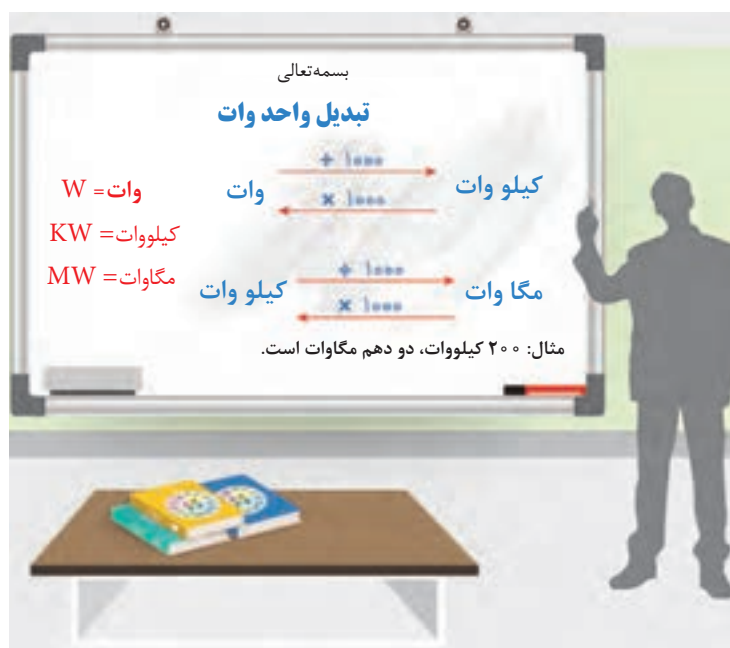 بسمه‌تعالی
تبدیل واحد وات
کیلو وات ÷ ۱۰۰۰ × ۱۰۰۰ وات
مگا وات ÷ ۱۰۰۰ × ۱۰۰۰ کیلو وات
وات= W
کیلووات= KW
مگاوات= MW
مثال: ۲۰۰ کیلووات، دو دهم مگاوات است.